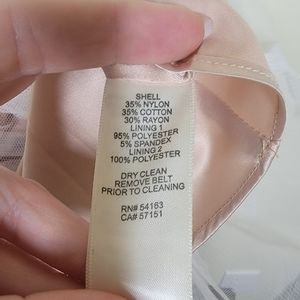 SHELL
35% NYLON
35% COTTON
30% RAYON
LINING 1
95% POLYESTER
5% SPANDEX
LINING 2
100% POLYESTER
DRY CLEAN
REMOVE BELT
PRIOR TO CLEANING
RN# 54163
CA# 57151